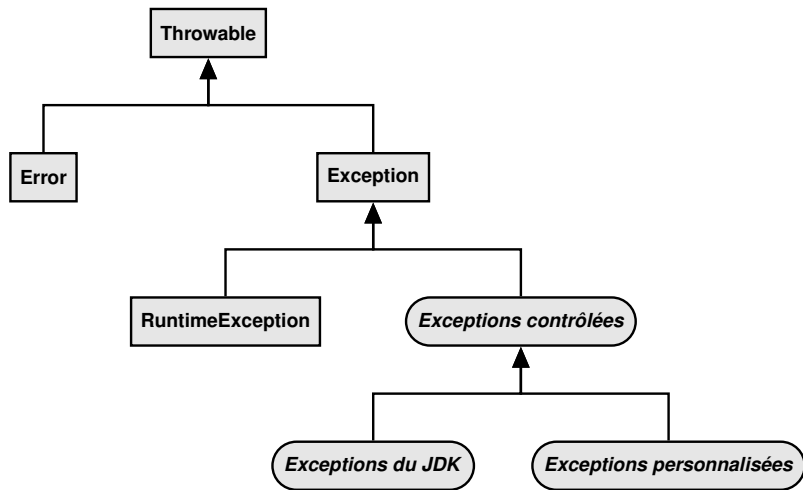 Throwable
Error
Exception
RuntimeException
Exceptions contrôlées
Exceptions du JDK
Exceptions personnalisées